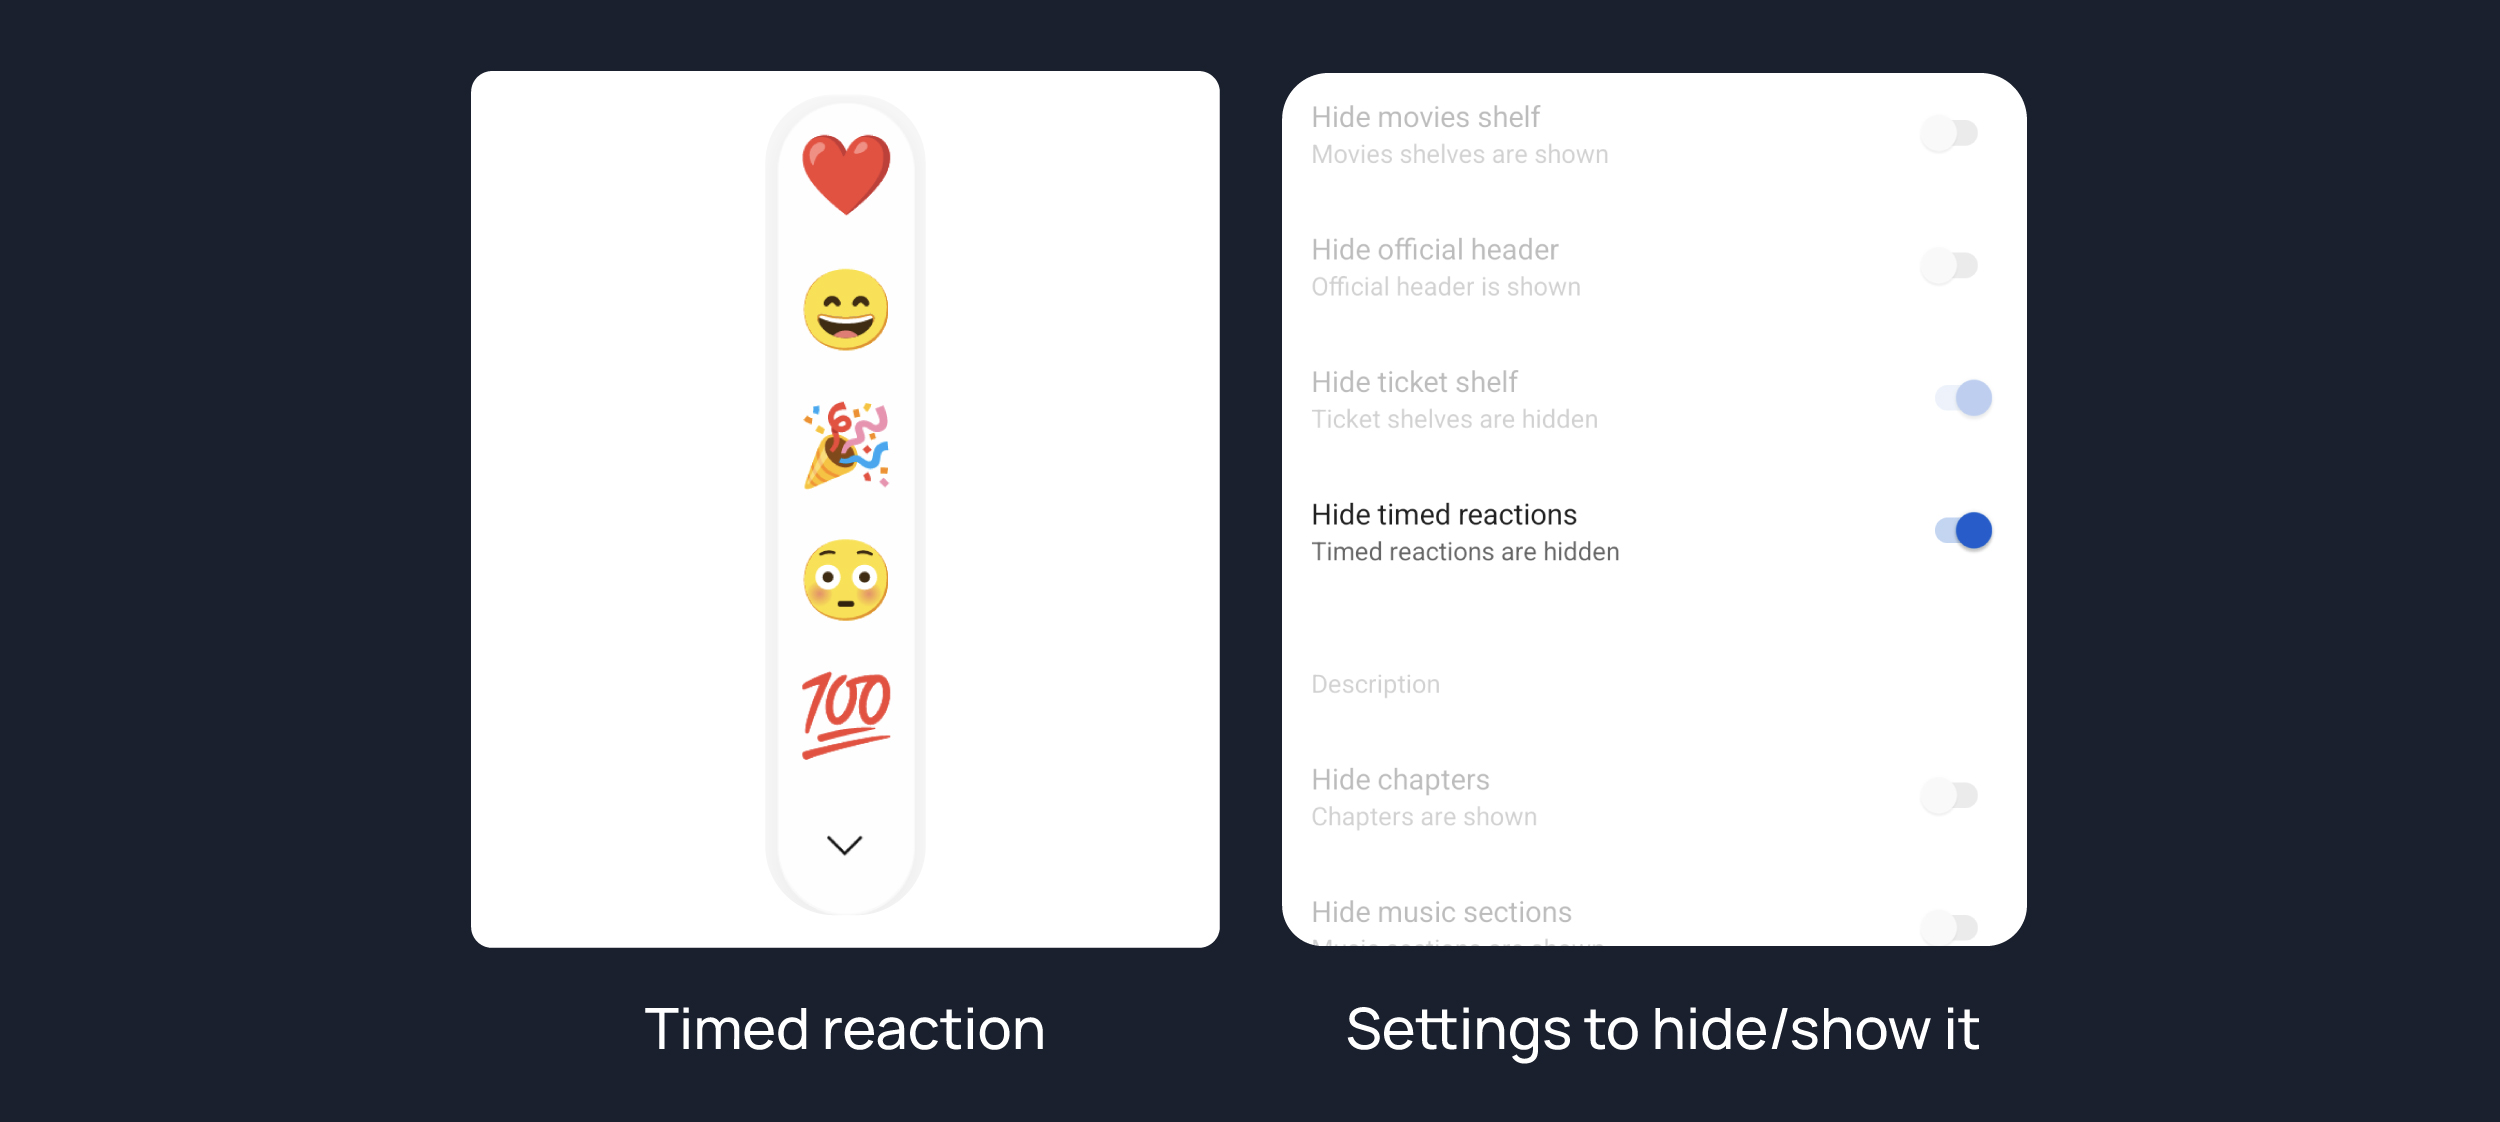 Hide movies shelf
Movies shelves are shown
Hide official header
Official header is shown
Hide ticket shelf
Ticket shelves are hidden
Hide timed reactions
Timed reactions are hidden
Description
Hide chapters
Chapters are shown
Hide music sections
Timed reaction
Settings to hide/show it